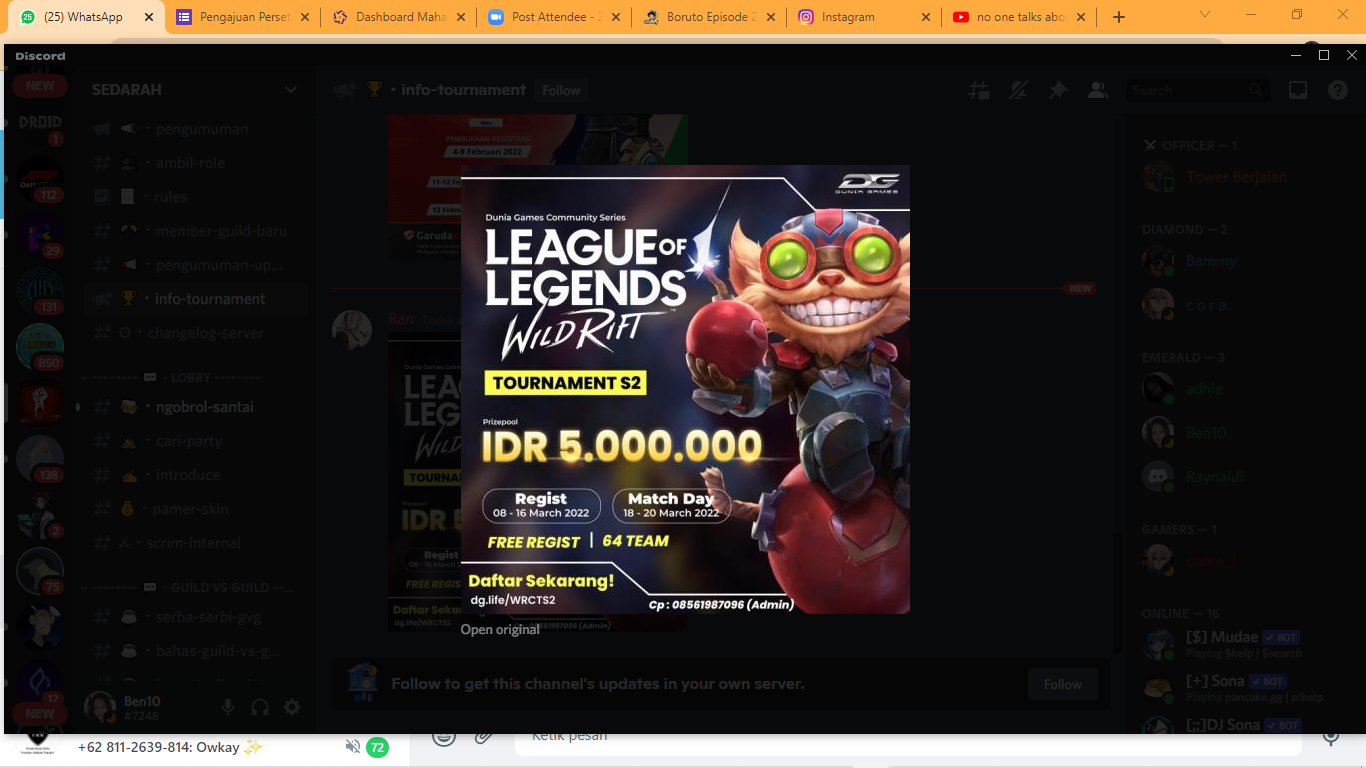 (25) WhatsApp
Pengajuan Perset
Dashboard Maha
Post Attendee - Z
Boruto Episode 2
Instagram
no one talks abo
Discord
NEW
DROID
1
112
29
131
850
138
2
75
12
NEW
SEDARAH
pengumuman
ambil-role
rules
member-guild-baru
pengumuman-up...
info-tournament
changelog-server
LOBBY
ngobrol-santai
cari-party
introduce
pamer-skin
scrim-internal
GUILD VS GUILD
serba-serbi-gvg
bahas-guild-vs-g...
Ben10
#7248
info-tournament
Follow
Search
PEMBUKAAN REGISTRASI
4-9 Februari 2022
NEW
Ran
DG
DUNIA GAMES
Dunia Games Community Series
LEAGUE OF
LEGENDS
WILD RIFT
TOURNAMENT S2
Prizepool
IDR 5.000.000
Regist
08 - 16 March 2022
Match Day
18 - 20 March 2022
FREE REGIST | 64 TEAM
Daftar Sekarang!
dg.life/WRCTS2
Cp : 08561987096 (Admin)
Open original
Follow to get this channel's updates in your own server.
Follow
OFFICER — 1
Tower Berjalan
DIAMOND — 2
Bammy
c o r a.
EMERALD — 3
adhie
Ben10
Raynaldi
GAMERS — 1
ONLINE — 16
[$] Mudae
BOT
Playing $help | $search
[+] Sona
BOT
Playing pancake.gg | p!help
[;;]DJ Sona
BOT
+62 811-2639-814: Owkay ✨
72
Ketik pesan